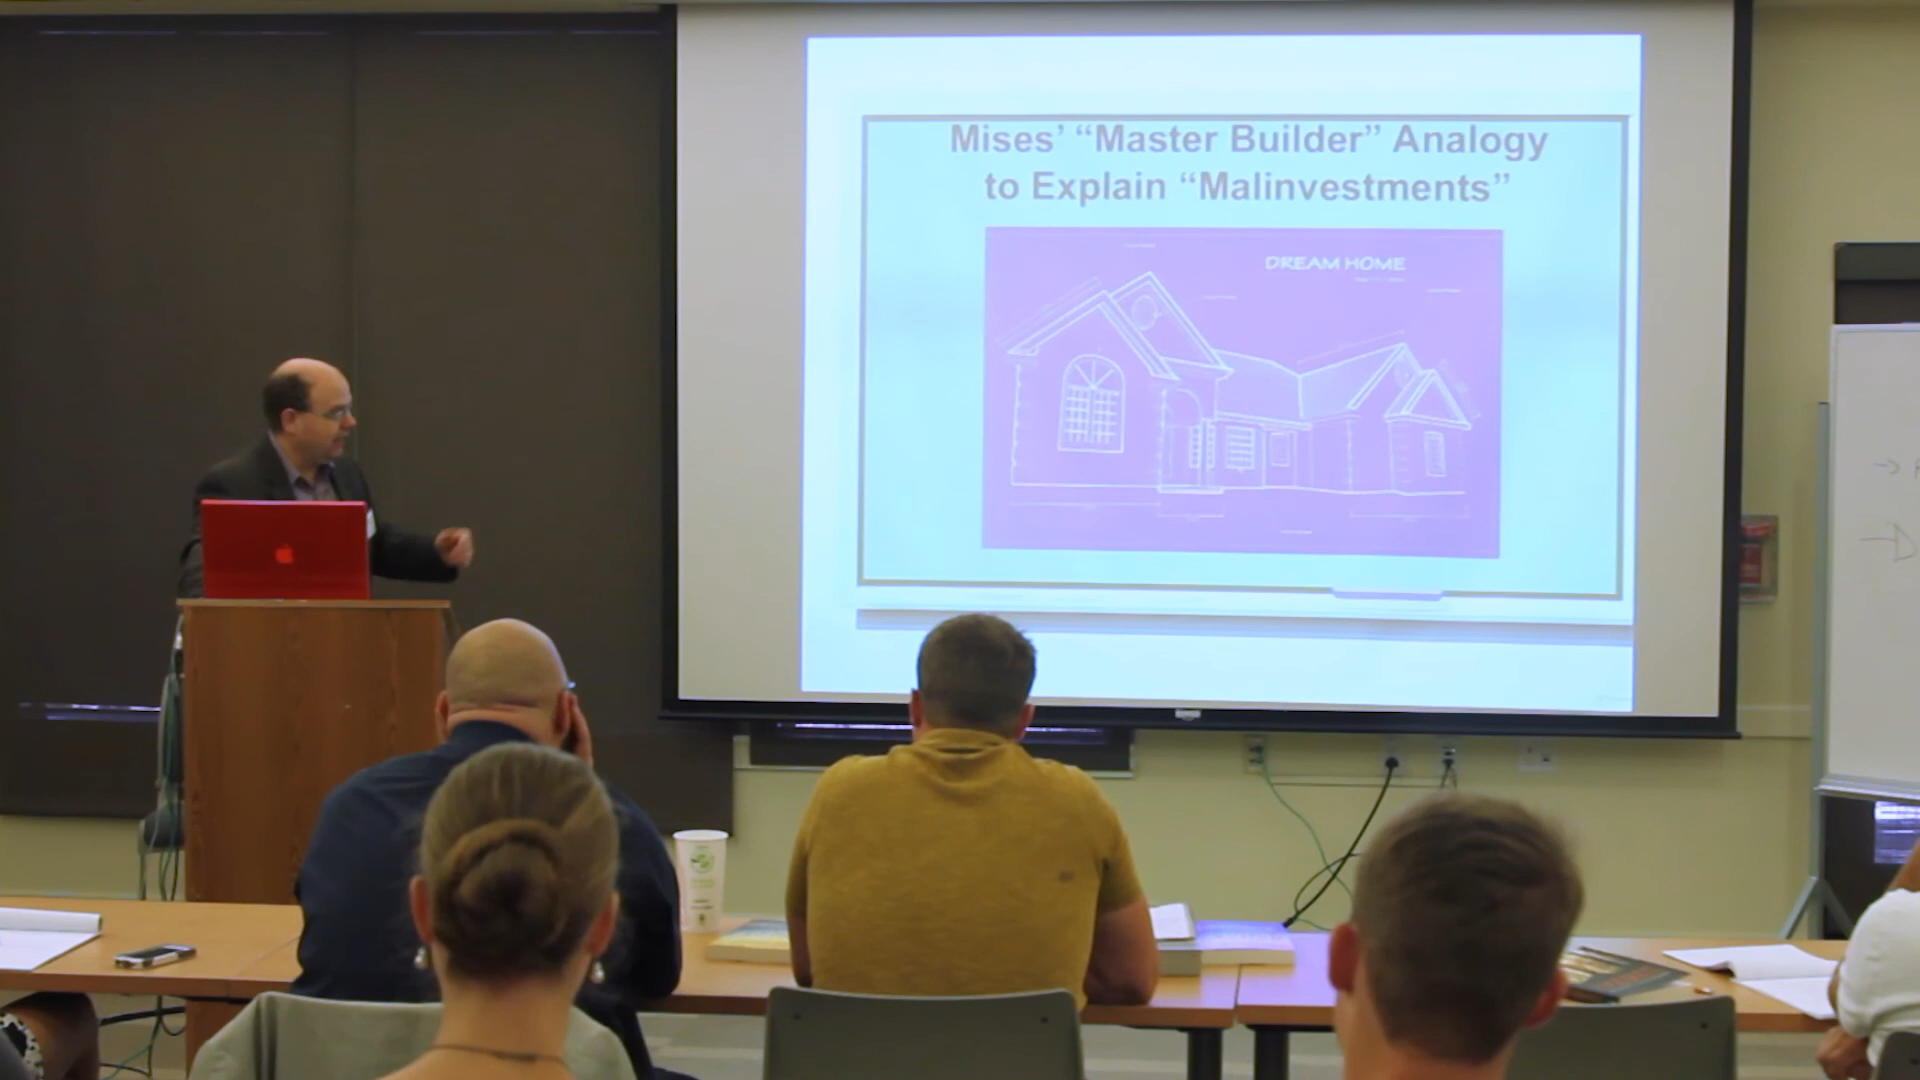 Mises’ “Master Builder” Analogy
to Explain “Malinvestments”
DREAM HOME